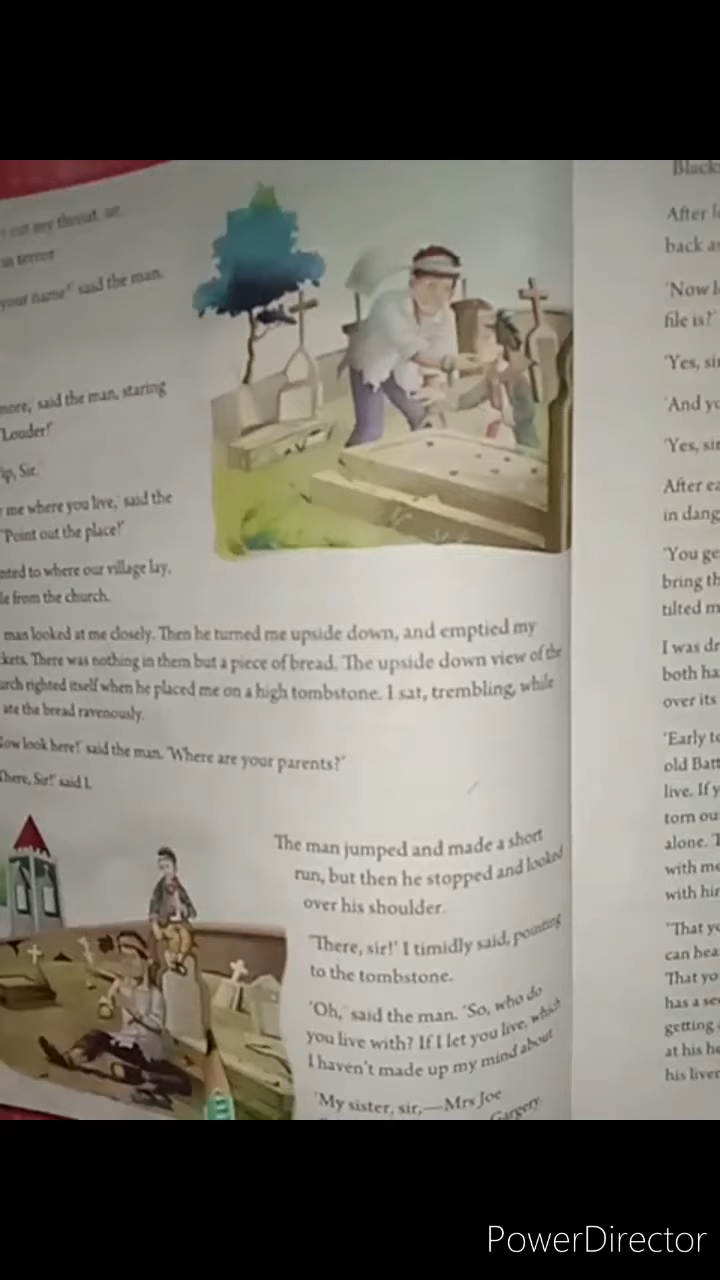 cut my throat, sir,
in terror
your name?' said the man.
more,' said the man, staring
'Louder!'
ip, Sir.'
me where you live,' said the
'Point out the place!'
nted to where our village lay,
le from the church.
man looked at me closely. Then he turned me upside down, and emptied my
kets. There was nothing in them but a piece of bread. The upside down view of the
urch righted itself when he placed me on a high tombstone. I sat, trembling, while
ate the bread ravenously.
Now look here!' said the man. 'Where are your parents?'
There, Sir!' said I.
The man jumped and made a short
run, but then he stopped and looked
over his shoulder.
'There, sir!' I timidly said, pointing
to the tombstone.
'Oh,' said the man. 'So, who do
you live with? If I let you live, which
I haven't made up my mind about
'My sister, sir,—Mrs Joe
Gargery.
Black
After l
back a
'Now l
file is?'
'Yes, si
'And yo
'Yes, sir
After ea
in dang
'You ge
bring th
tilted m
I was dr
both ha
over its
'Early to
old Batt
live. If y
torn ou
alone. T
with me
with hir
'That yo
can hea
That yo
has a se
getting
at his he
his liver
PowerDirector